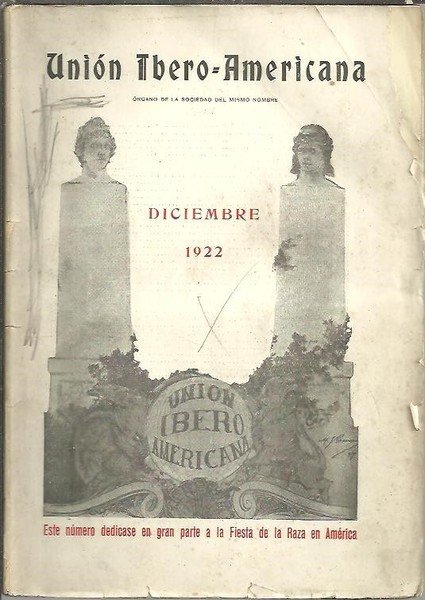 Unión Ibero-Americana
ÓRGANO DE LA SOCIEDAD DEL MISMO NOMBRE
DICIEMBRE
1922
UNION
IBERO
AMERICANA
Este número dedicase en gran parte a la Fiesta de la Raza en América